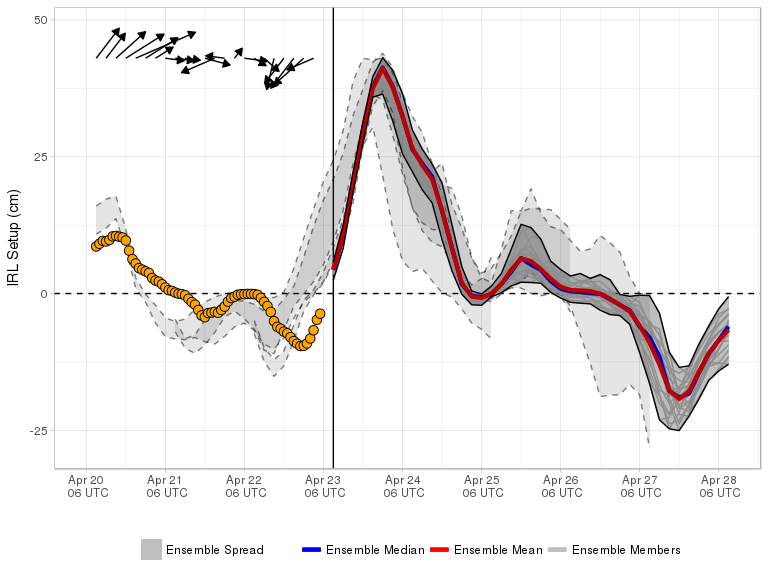 50
25
0
-25
IRL Setup (cm)
Apr 20
06 UTC
Apr 21
06 UTC
Apr 22
06 UTC
Apr 23
06 UTC
Apr 24
06 UTC
Apr 25
06 UTC
Apr 26
06 UTC
Apr 27
06 UTC
Apr 28
06 UTC
Ensemble Spread
Ensemble Median
Ensemble Mean
Ensemble Members